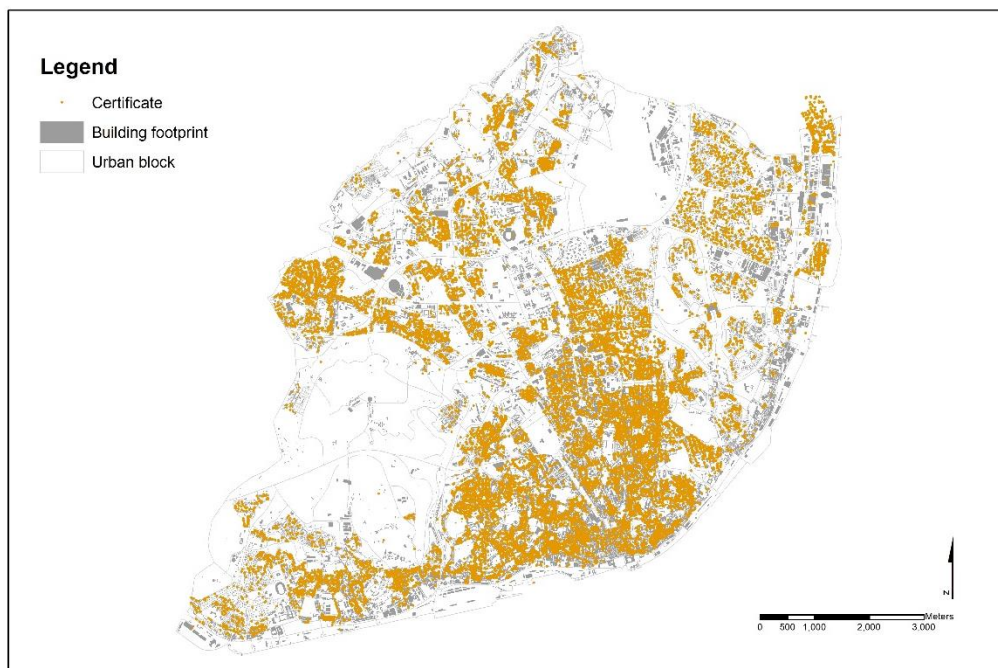 Legend
Certificate
Building footprint
Urban block
N
Meters
0 500 1,000 2,000 3,000